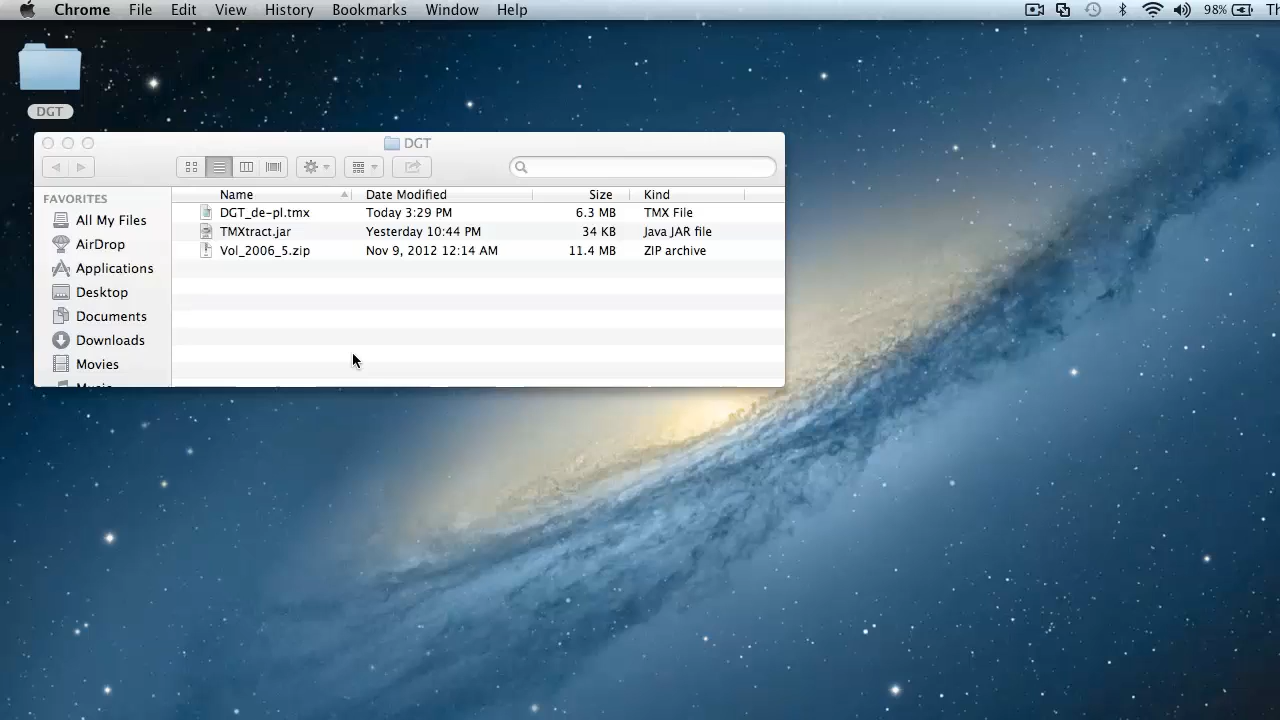 Chrome File Edit View History Bookmarks Window Help 98% Th
DGT
DGT
FAVORITES
All My Files
AirDrop
Applications
Desktop
Documents
Downloads
Movies
Name Date Modified Size Kind
DGT_de-pl.tmx Today 3:29 PM 6.3 MB TMX File
TMXtract.jar Yesterday 10:44 PM 34 KB Java JAR file
Vol_2006_5.zip Nov 9, 2012 12:14 AM 11.4 MB ZIP archive